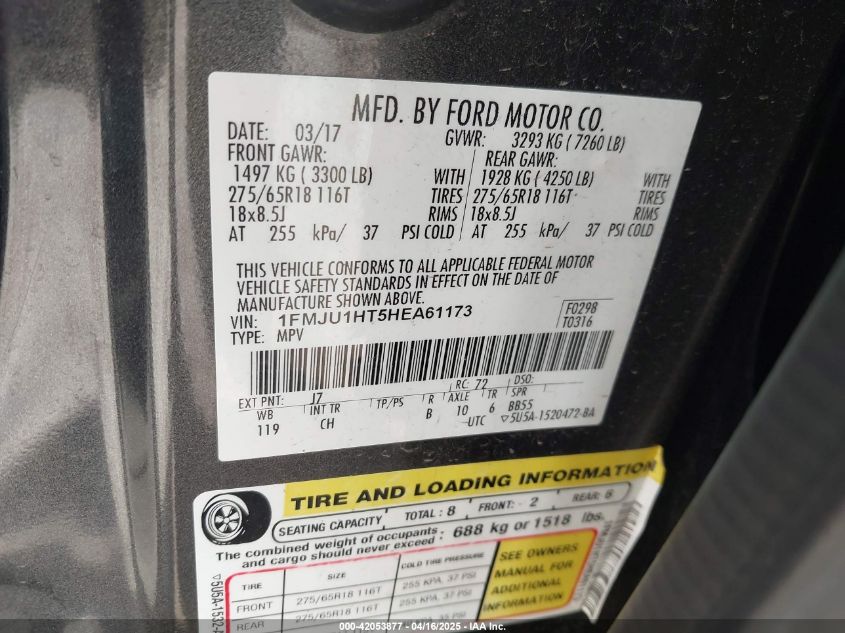 MFD. BY FORD MOTOR CO.
DATE: 03/17 GVWR: 3293 KG ( 7260 LB)
FRONT GAWR: REAR GAWR:
1497 KG ( 3300 LB) WITH 1928 KG ( 4250 LB) WITH
275/65R18 116T TIRES 275/65R18 116T TIRES
18x8.5J RIMS 18x8.5J RIMS
AT 255 kPa/ 37 PSI COLD AT 255 kPa/ 37 PSI COLD
THIS VEHICLE CONFORMS TO ALL APPLICABLE FEDERAL MOTOR
VEHICLE SAFETY STANDARDS IN EFFECT ON THE DATE OF
MANUFACTURE SHOWN ABOVE.
VIN: 1FMJU1HT5HEA61173 F0298
TYPE: MPV T0316
EXT PNT: J7 RC: 72 DSO:
WB INT TR TP/PS R AXLE TR SPR
119 CH B 10 6 BB55
UTC ▽5U5A-1520472-BA
TIRE AND LOADING INFORMATION
SEATING CAPACITY TOTAL : 8 FRONT: 2 REAR: 6
The combined weight of occupants
and cargo should never exceed : 688 kg or 1518 lbs.
TIRE SIZE COLD TIRE PRESSURE
FRONT 275/65R18 116T 255 KPA, 37 PSI
REAR 275/65R18 116T
SEE OWNERS
MANUAL FOR
ADDITIONAL
INFORMATION
▽5U5A-1532-
000-42053877 - 04/16/2025 - IAA Inc.